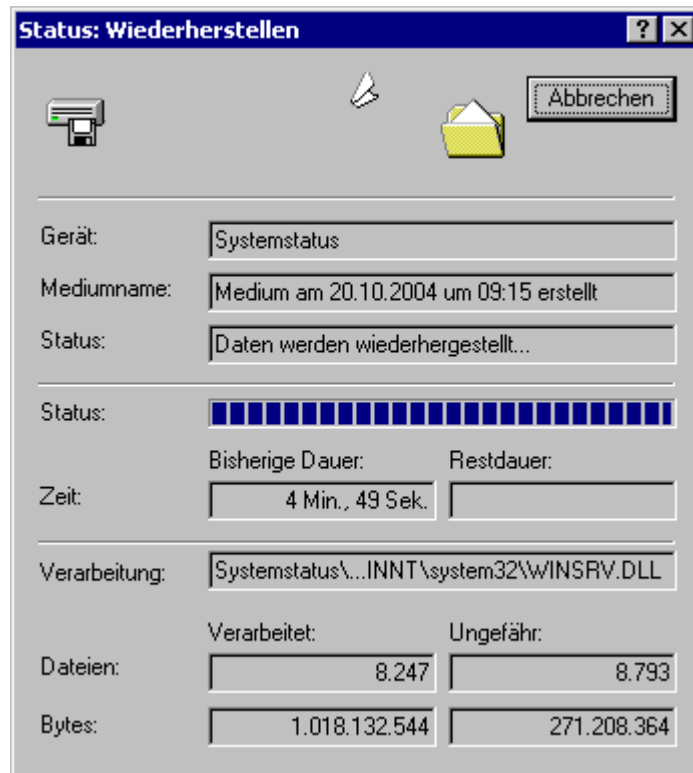 Status: Wiederherstellen
Abbrechen
Gerät: Systemstatus
Mediumname: Medium am 20.10.2004 um 09:15 erstellt
Status: Daten werden wiederhergestellt...
Status:
Bisherige Dauer: Restdauer:
Zeit: 4 Min., 49 Sek.
Verarbeitung: Systemstatus\...INNT\system32\WINSRV.DLL
Verarbeitet: Ungefähr:
Dateien: 8.247 8.793
Bytes: 1.018.132.544 271.208.364